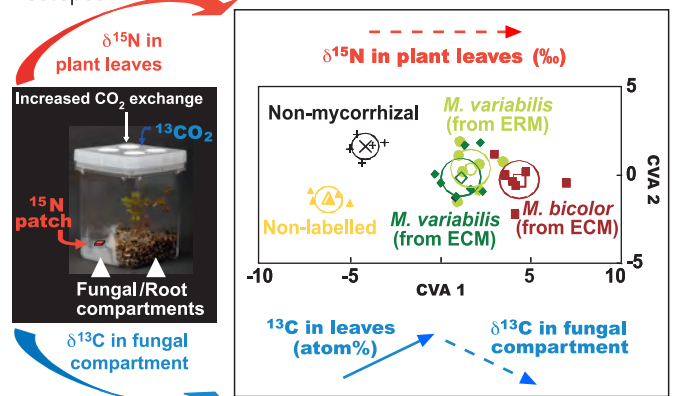 δ¹⁵N in
plant leaves
Increased CO₂ exchange
¹³CO₂
¹⁵N
patch
Fungal/Root
compartments
δ¹³C in fungal
compartment
δ¹⁵N in plant leaves (‰)
Non-mycorrhizal
M. variabilis
(from ERM)
Non-labelled
M. variabilis
(from ECM)
M. bicolor
(from ECM)
5
0
-5
CVA 2
-10
-5
0
5
10
CVA 1
¹³C in leaves
(atom%)
δ¹³C in fungal
compartment